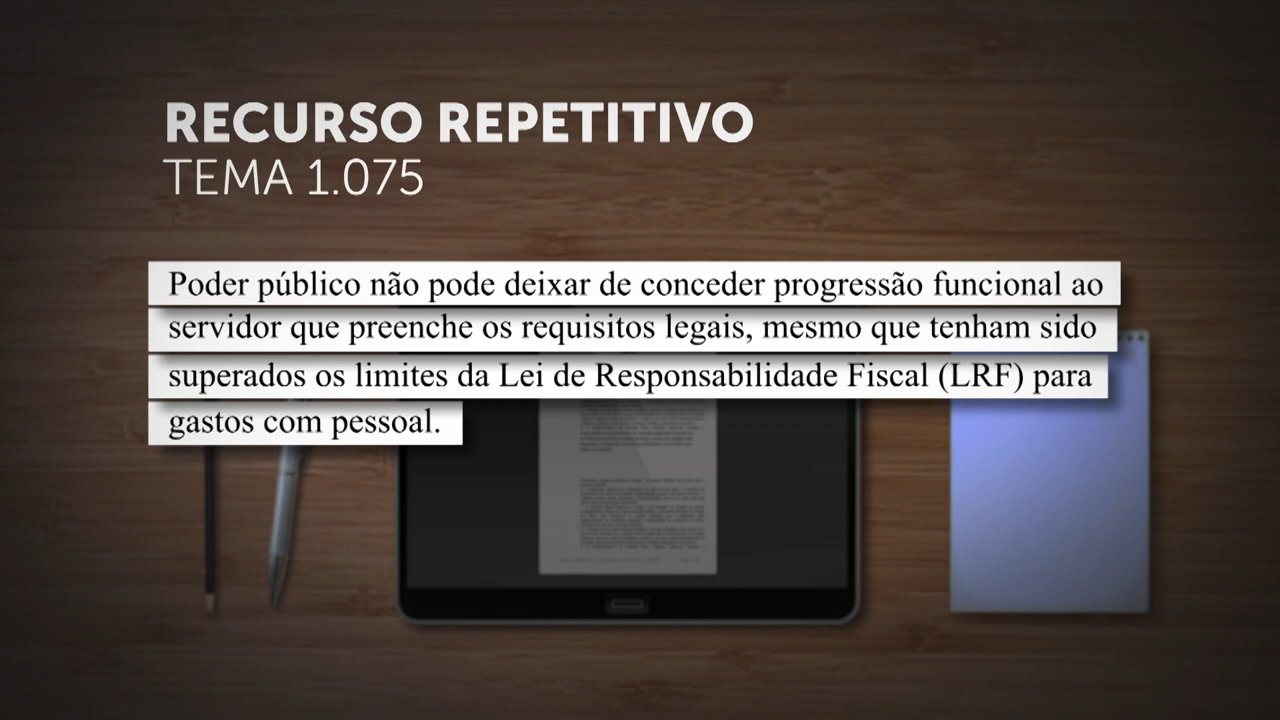 RECURSO REPETITIVO
TEMA 1.075
Poder público não pode deixar de conceder progressão funcional ao
servidor que preenche os requisitos legais, mesmo que tenham sido
superados os limites da Lei de Responsabilidade Fiscal (LRF) para
gastos com pessoal.